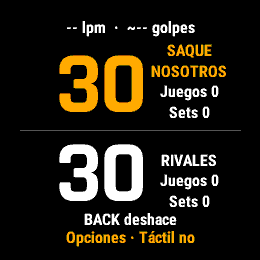 -- lpm · ~-- golpes
30
SAQUE
NOSOTROS
Juegos 0
Sets 0
30
RIVALES
Juegos 0
Sets 0
BACK deshace
Opciones · Táctil no